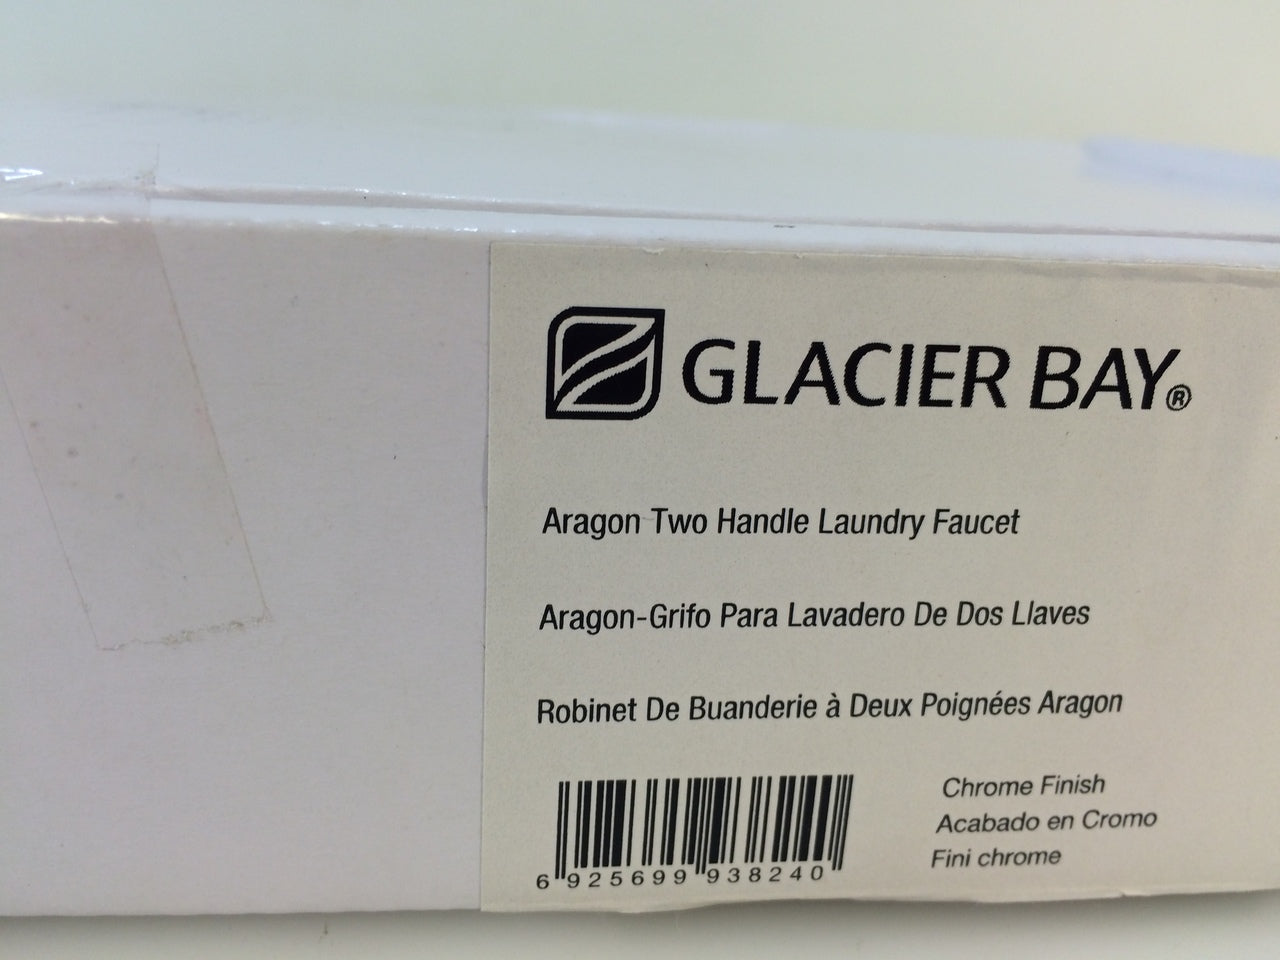 GLACIER BAY®
Aragon Two Handle Laundry Faucet
Aragon-Grifo Para Lavadero De Dos Llaves
Robinet De Buanderie à Deux Poignées Aragon
Chrome Finish
Acabado en Cromo
Fini chrome
6 925699 938240